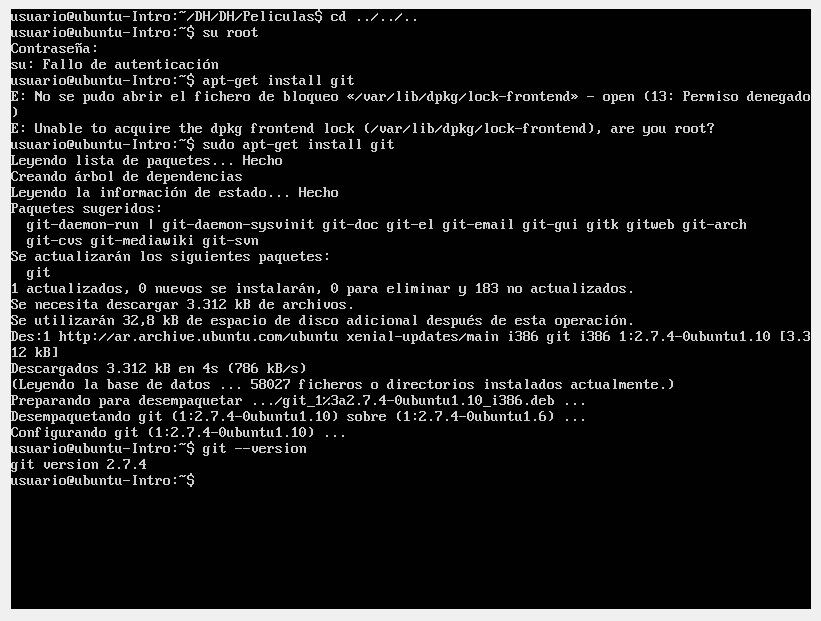 usuario@ubuntu-Intro:~/DH/DH/Peliculas$ cd ../../..
usuario@ubuntu-Intro:~$ su root
Contraseña:
su: Fallo de autenticación
usuario@ubuntu-Intro:~$ apt-get install git
E: No se pudo abrir el fichero de bloqueo «/var/lib/dpkg/lock-frontend» - open (13: Permiso denegado
)
E: Unable to acquire the dpkg frontend lock (/var/lib/dpkg/lock-frontend), are you root?
usuario@ubuntu-Intro:~$ sudo apt-get install git
Leyendo lista de paquetes... Hecho
Creando árbol de dependencias
Leyendo la información de estado... Hecho
Paquetes sugeridos:
  git-daemon-run | git-daemon-sysvinit git-doc git-el git-email git-gui gitk gitweb git-arch
  git-cvs git-mediawiki git-svn
Se actualizarán los siguientes paquetes:
  git
1 actualizados, 0 nuevos se instalarán, 0 para eliminar y 183 no actualizados.
Se necesita descargar 3.312 kB de archivos.
Se utilizarán 32,8 kB de espacio de disco adicional después de esta operación.
Des:1 http://ar.archive.ubuntu.com/ubuntu xenial-updates/main i386 git i386 1:2.7.4-0ubuntu1.10 [3.3
12 kB]
Descargados 3.312 kB en 4s (786 kB/s)
(Leyendo la base de datos ... 58027 ficheros o directorios instalados actualmente.)
Preparando para desempaquetar .../git_1%3a2.7.4-0ubuntu1.10_i386.deb ...
Desempaquetando git (1:2.7.4-0ubuntu1.10) sobre (1:2.7.4-0ubuntu1.6) ...
Configurando git (1:2.7.4-0ubuntu1.10) ...
usuario@ubuntu-Intro:~$ git --version
git version 2.7.4
usuario@ubuntu-Intro:~$